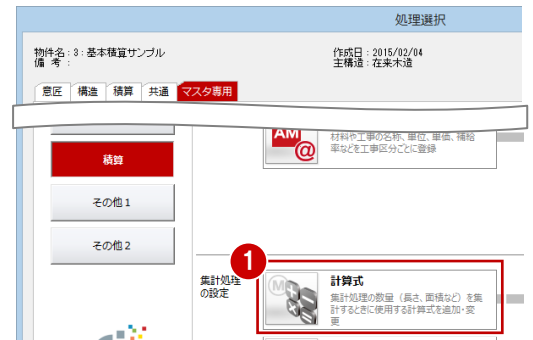 処理選択
物件名：3：基本積算サンプル
作成日：2015/02/04
備　考：
主構造：在来木造
意匠 構造 積算 共通 マスタ専用
AM
@
材料や工事の名称、単位、単価、補給
率などを工事区分ごとに登録
積算
その他1
その他2
1
集計処理
の設定
M
計算式
集計処理の数量（長さ、面積など）を集
計するときに使用する計算式を追加・変
更